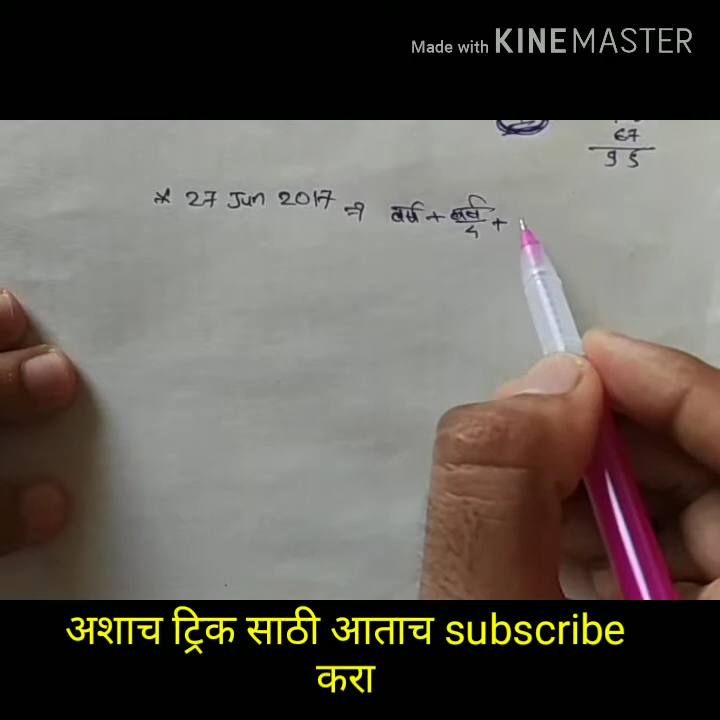 Made with KINEMASTER
67
95
* 27 Jun 2017 ⇒ वर्ष + वर्ष/4 +
अशाच ट्रिक साठी आताच subscribe
करा